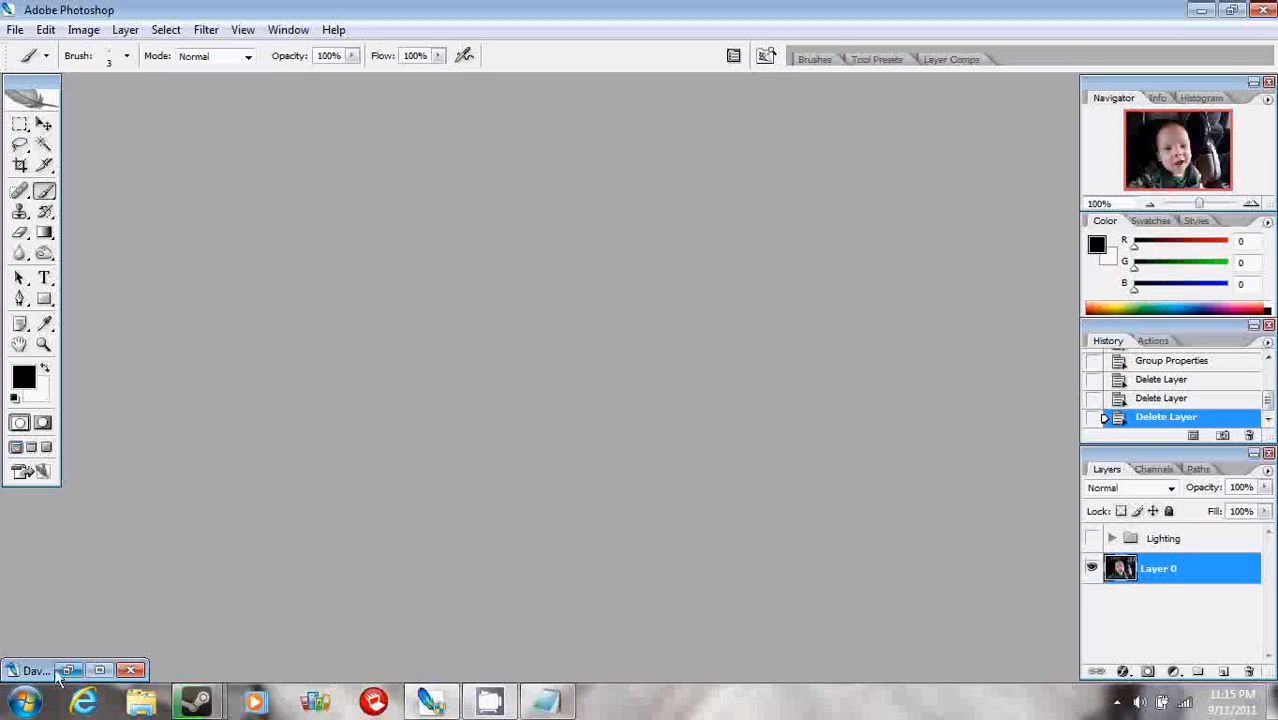 Adobe Photoshop
File Edit Image Layer Select Filter View Window Help
Brush: 3 Mode: Normal Opacity: 100% Flow: 100% Brushes Tool Presets Layer Comps
Navigator Info Histogram
100%
Color Swatches Styles
R 0
G 0
B 0
History Actions
Group Properties
Delete Layer
Delete Layer
Delete Layer
Layers Channels Paths
Normal Opacity: 100%
Lock: Fill: 100%
Lighting
Layer 0
Dav...
11:15 PM
9/11/2011